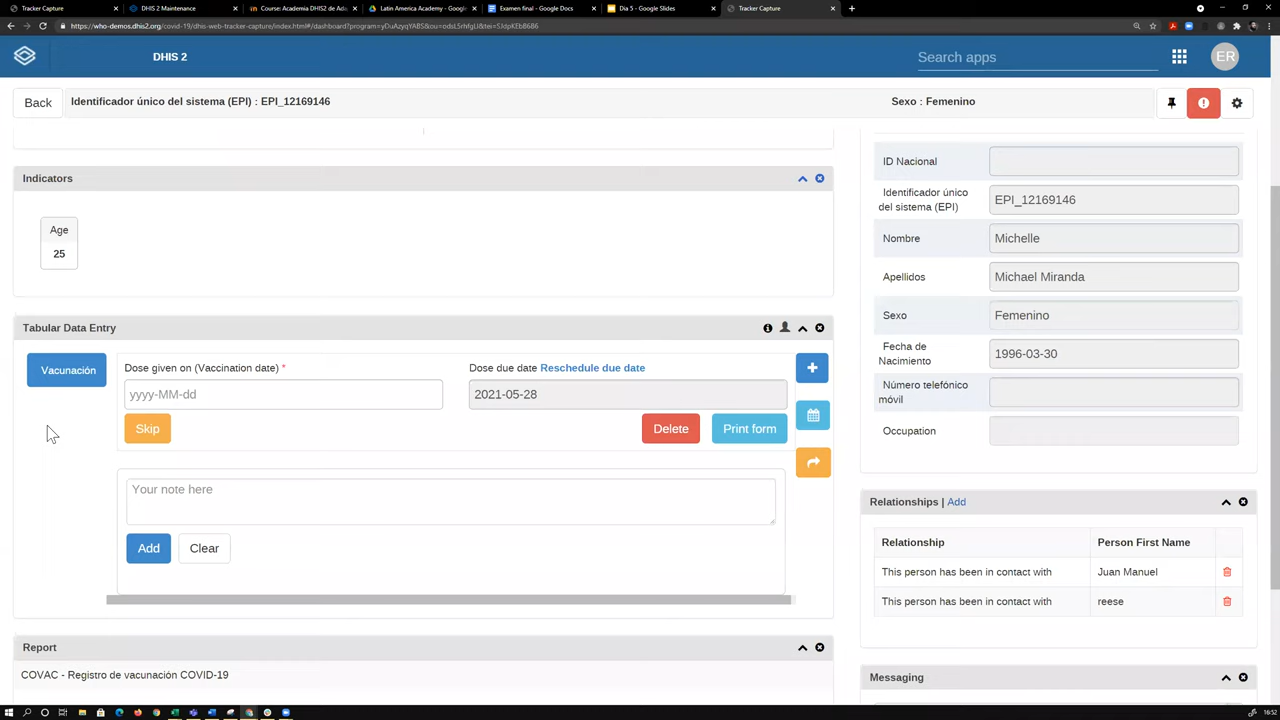 Tracker Capture
DHIS 2 Maintenance
Course: Academia DHIS2 de Ada
Latin America Academy - Google
Examen final - Google Docs
Dia 5 - Google Slides
Tracker Capture
DHIS 2
Search apps
ER
Back
Identificador único del sistema (EPI) : EPI_12169146
Sexo : Femenino
Indicators
Age
25
Tabular Data Entry
Vacunación
Dose given on (Vaccination date) *
yyyy-MM-dd
Dose due date Reschedule due date
2021-05-28
Skip
Delete
Print form
Your note here
Add
Clear
Report
COVAC - Registro de vacunación COVID-19
ID Nacional
Identificador único
del sistema (EPI)
EPI_12169146
Nombre
Michelle
Apellidos
Michael Miranda
Sexo
Femenino
Fecha de
Nacimiento
1996-03-30
Número telefónico
móvil
Occupation
Relationships | Add
Relationship
Person First Name
This person has been in contact with
Juan Manuel
This person has been in contact with
reese
Messaging
16:52